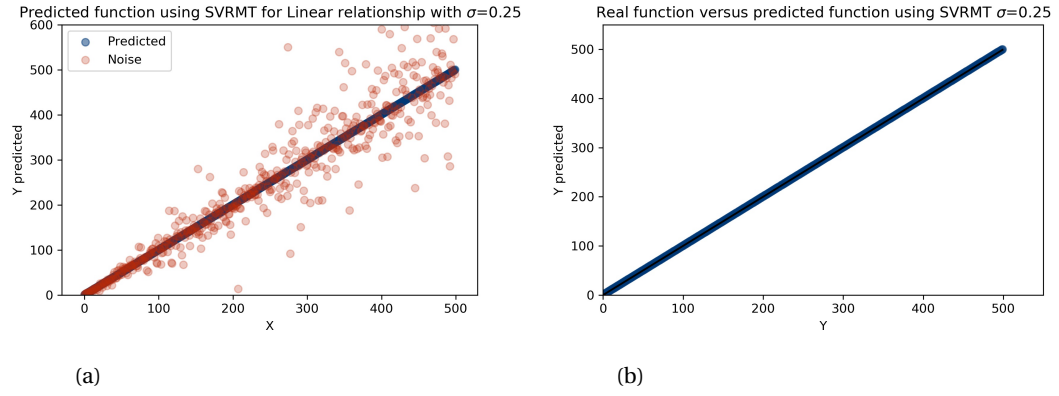 Predicted function using SVRMT for Linear relationship with σ=0.25
600
500
400
300
200
100
0
Y predicted
Predicted
Noise
0 100 200 300 400 500
X
(a)
Real function versus predicted function using SVRMT σ=0.25
500
400
300
200
100
0
Y predicted
0 100 200 300 400 500
Y
(b)